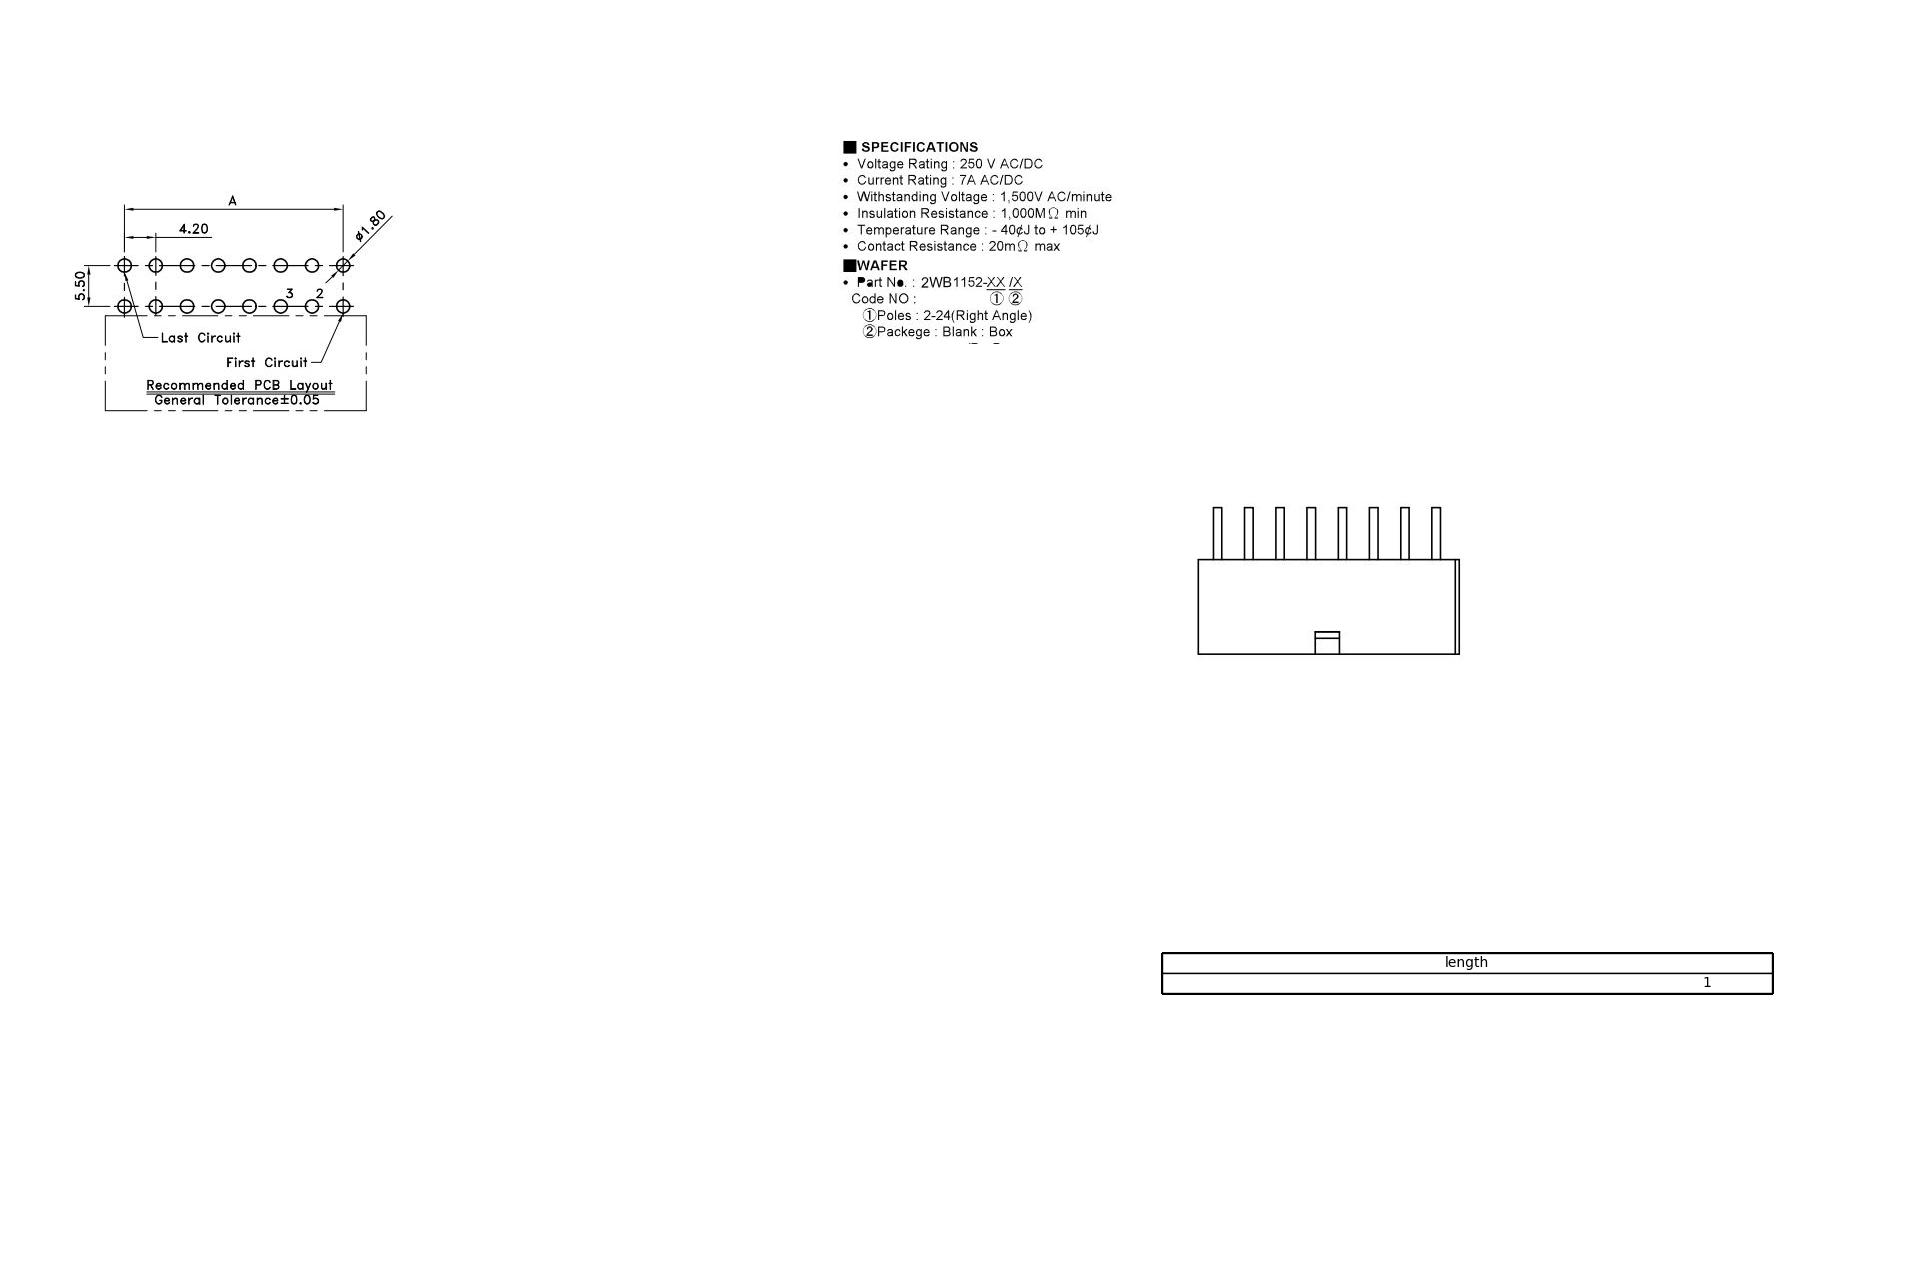 A
4.20
ø1.80
5.50
3 2
Last Circuit
First Circuit
Recommended PCB Layout
General Tolerance±0.05
■ SPECIFICATIONS
• Voltage Rating : 250 V AC/DC
• Current Rating : 7A AC/DC
• Withstanding Voltage : 1,500V AC/minute
• Insulation Resistance : 1,000MΩ min
• Temperature Range : - 40¢J to + 105¢J
• Contact Resistance : 20mΩ max
■WAFER
• Part No. : 2WB1152-XX /X
Code NO : ① ②
①Poles : 2-24(Right Angle)
②Packege : Blank : Box
length
1